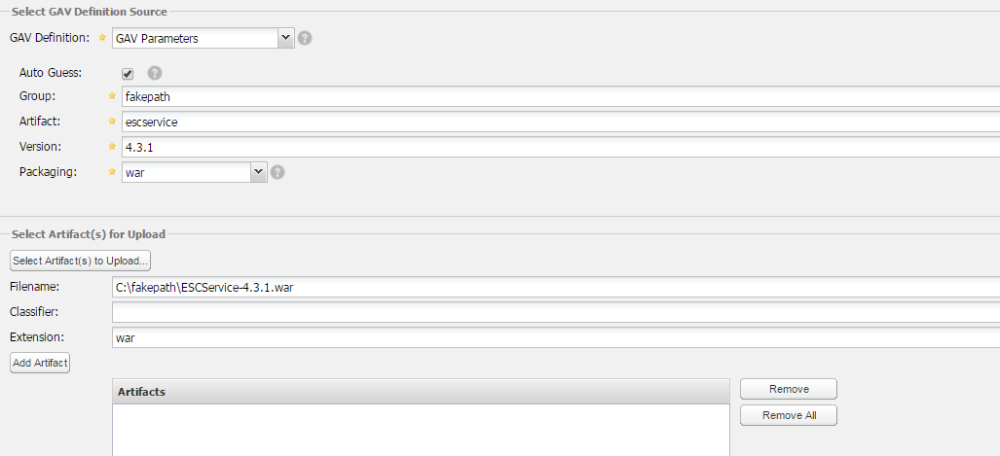 Select GAV Definition Source
GAV Definition: GAV Parameters
Auto Guess:
Group: fakepath
Artifact: escservice
Version: 4.3.1
Packaging: war
Select Artifact(s) for Upload
Select Artifact(s) to Upload...
Filename: C:\fakepath\ESCService-4.3.1.war
Classifier:
Extension: war
Add Artifact
Artifacts
Remove
Remove All